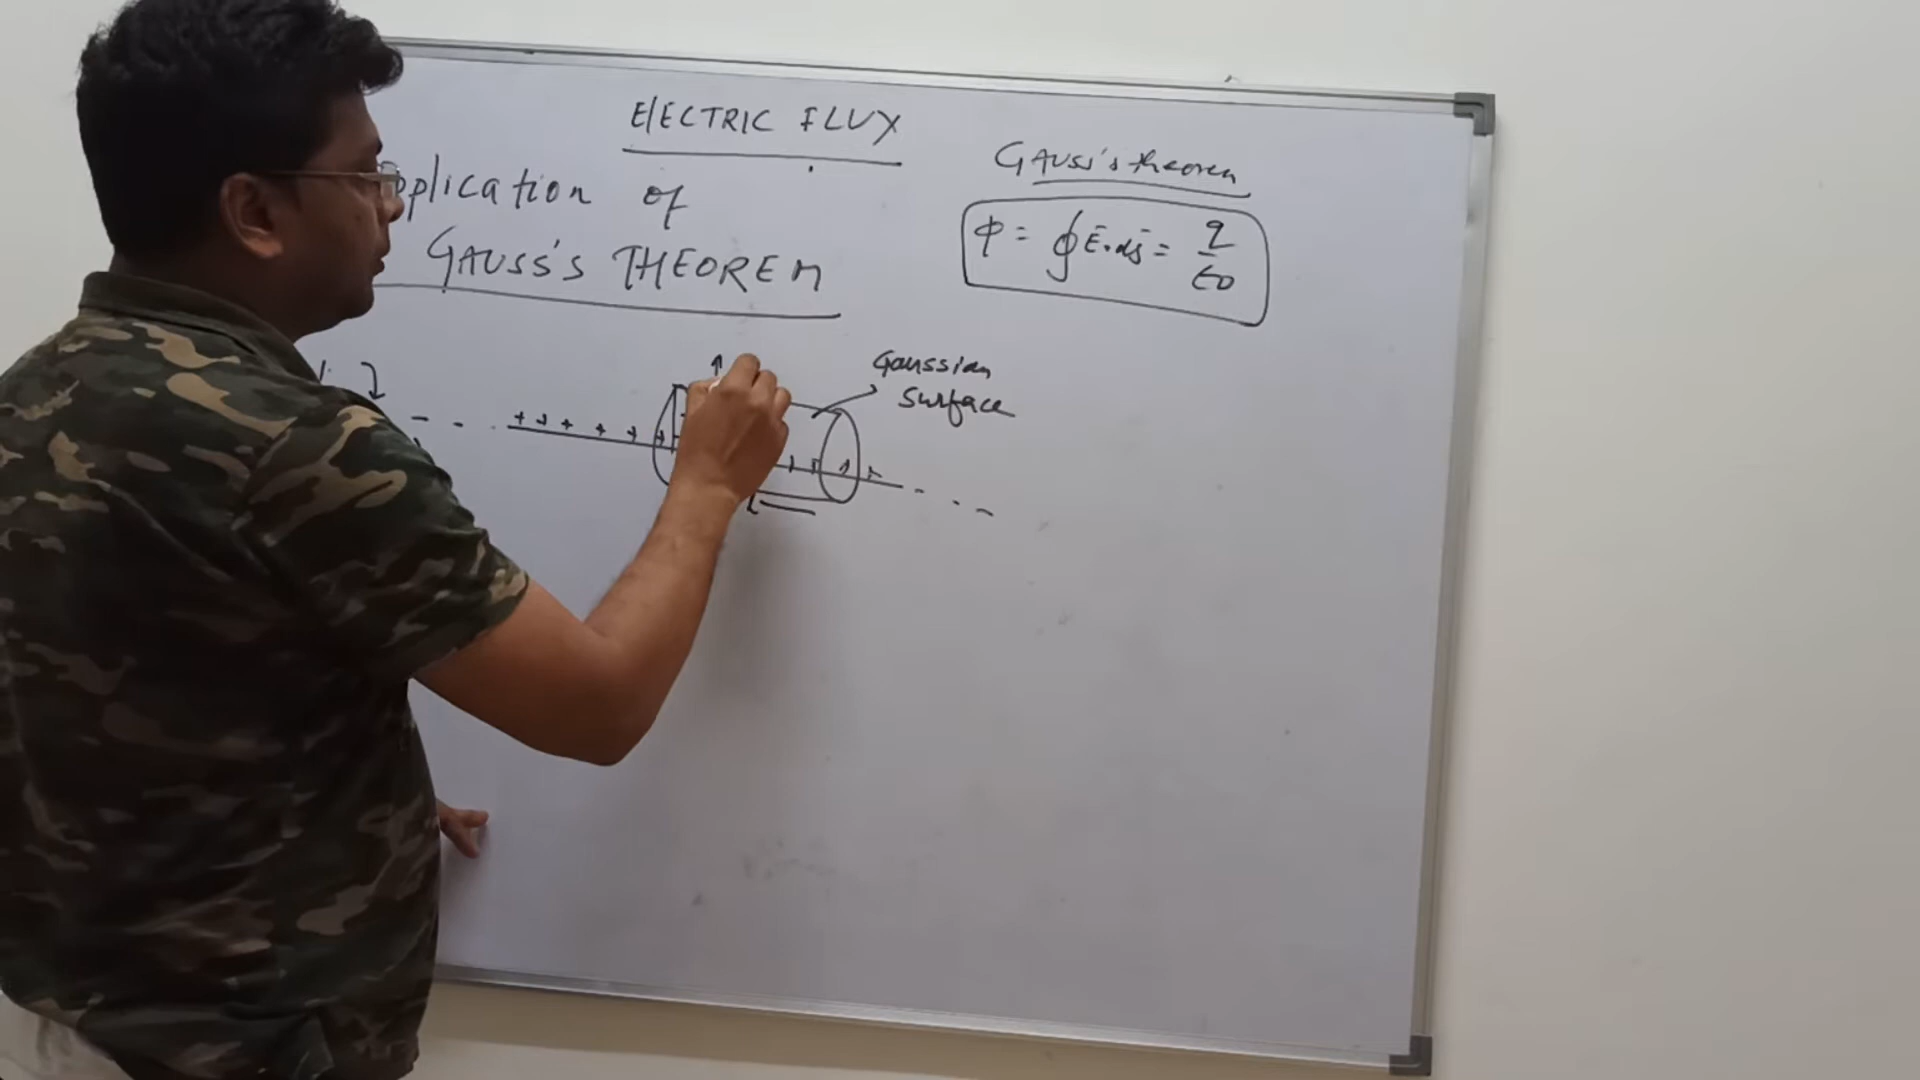 ELECTRIC FLUX
pplication of
GAUSS'S THEOREM
Gauss's theorem
φ = ∮ E⃗.ds⃗ = q/ε0
Gaussian
Surface